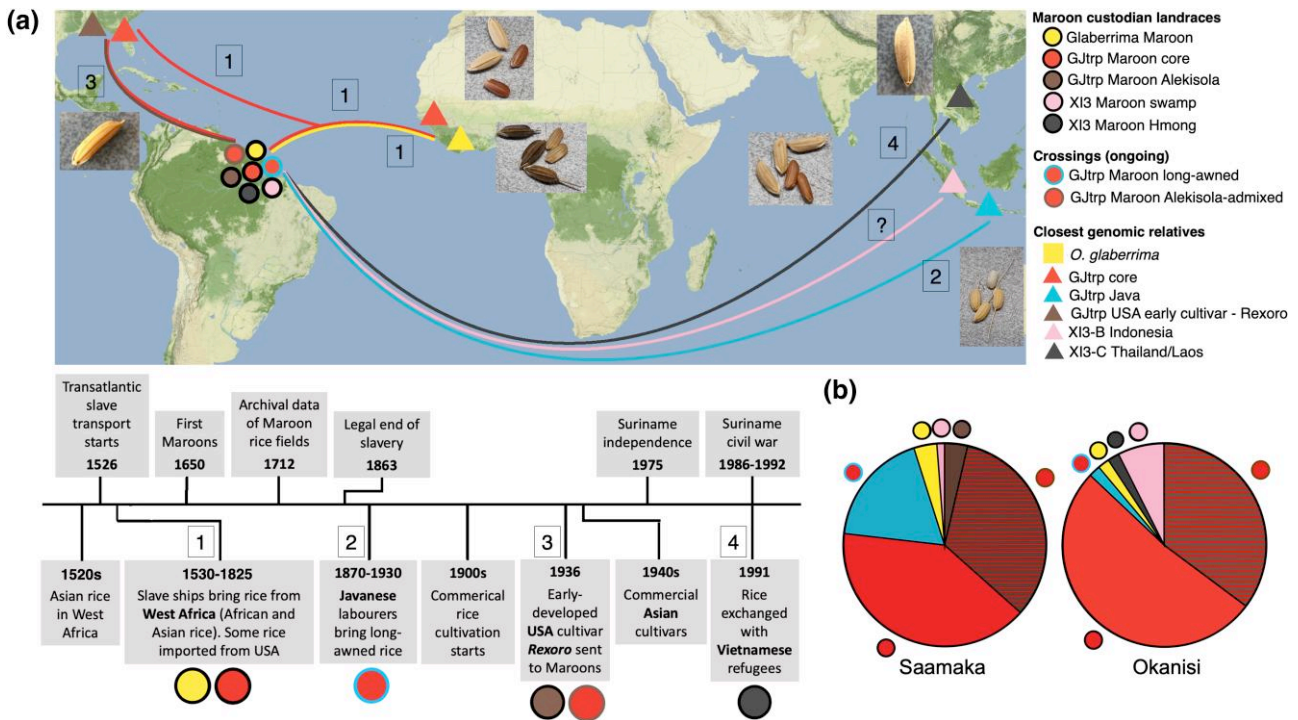 (a)
1
3
1
1
4
?
2
Maroon custodian landraces
Glaberrima Maroon
GJtrp Maroon core
GJtrp Maroon Alekisola
XI3 Maroon swamp
XI3 Maroon Hmong
Crossings (ongoing)
GJtrp Maroon long-awned
GJtrp Maroon Alekisola-admixed
Closest genomic relatives
O. glaberrima
GJtrp core
GJtrp Java
GJtrp USA early cultivar - Rexoro
XI3-B Indonesia
XI3-C Thailand/Laos
Transatlantic
slave
transport
starts
1526
First
Maroons
1650
Archival data
of Maroon
rice fields
1712
Legal end of
slavery
1863
Suriname
independence
1975
Suriname
civil war
1986-1992
1
2
3
4
1520s
Asian rice
in West
Africa
1530-1825
Slave ships bring rice from
West Africa (African and
Asian rice). Some rice
imported from USA
1870-1930
Javanese
labourers
bring long-
awned rice
1900s
Commerical
rice
cultivation
starts
1936
Early-
developed
USA cultivar
Rexoro sent
to Maroons
1940s
Commercial
Asian
cultivars
1991
Rice
exchanged
with
Vietnamese
refugees
(b)
Saamaka
Okanisi